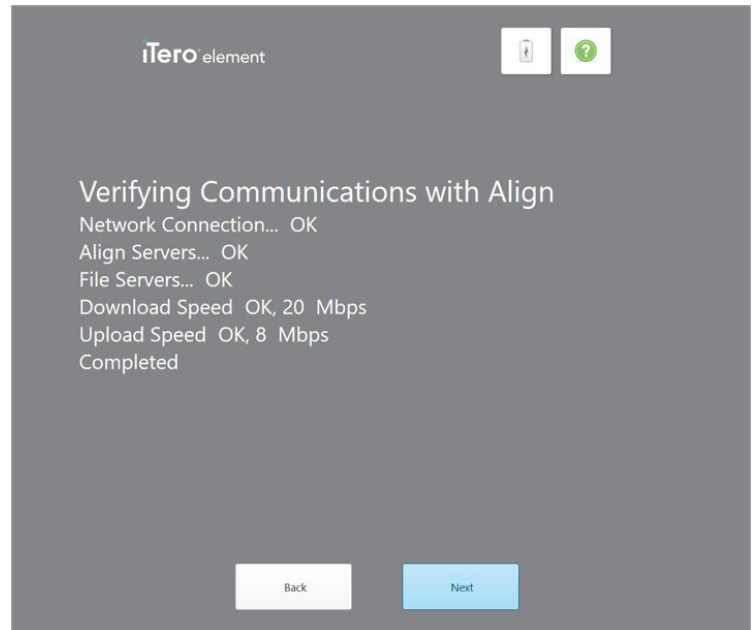 iTero element
?
Verifying Communications with Align
Network Connection... OK
Align Servers... OK
File Servers... OK
Download Speed OK, 20 Mbps
Upload Speed OK, 8 Mbps
Completed
Back Next